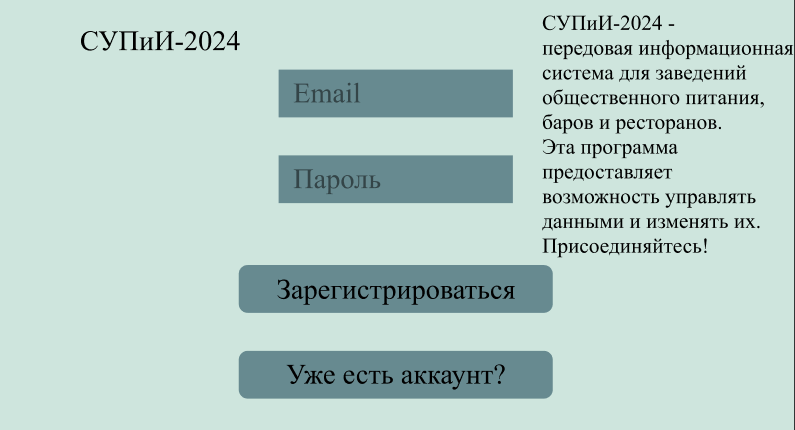 СУПиИ-2024
Email
Пароль
Зарегистрироваться
Уже есть аккаунт?
СУПиИ-2024 -
передовая информационная
система для заведений
общественного питания,
баров и ресторанов.
Эта программа
предоставляет
возможность управлять
данными и изменять их.
Присоединяйтесь!